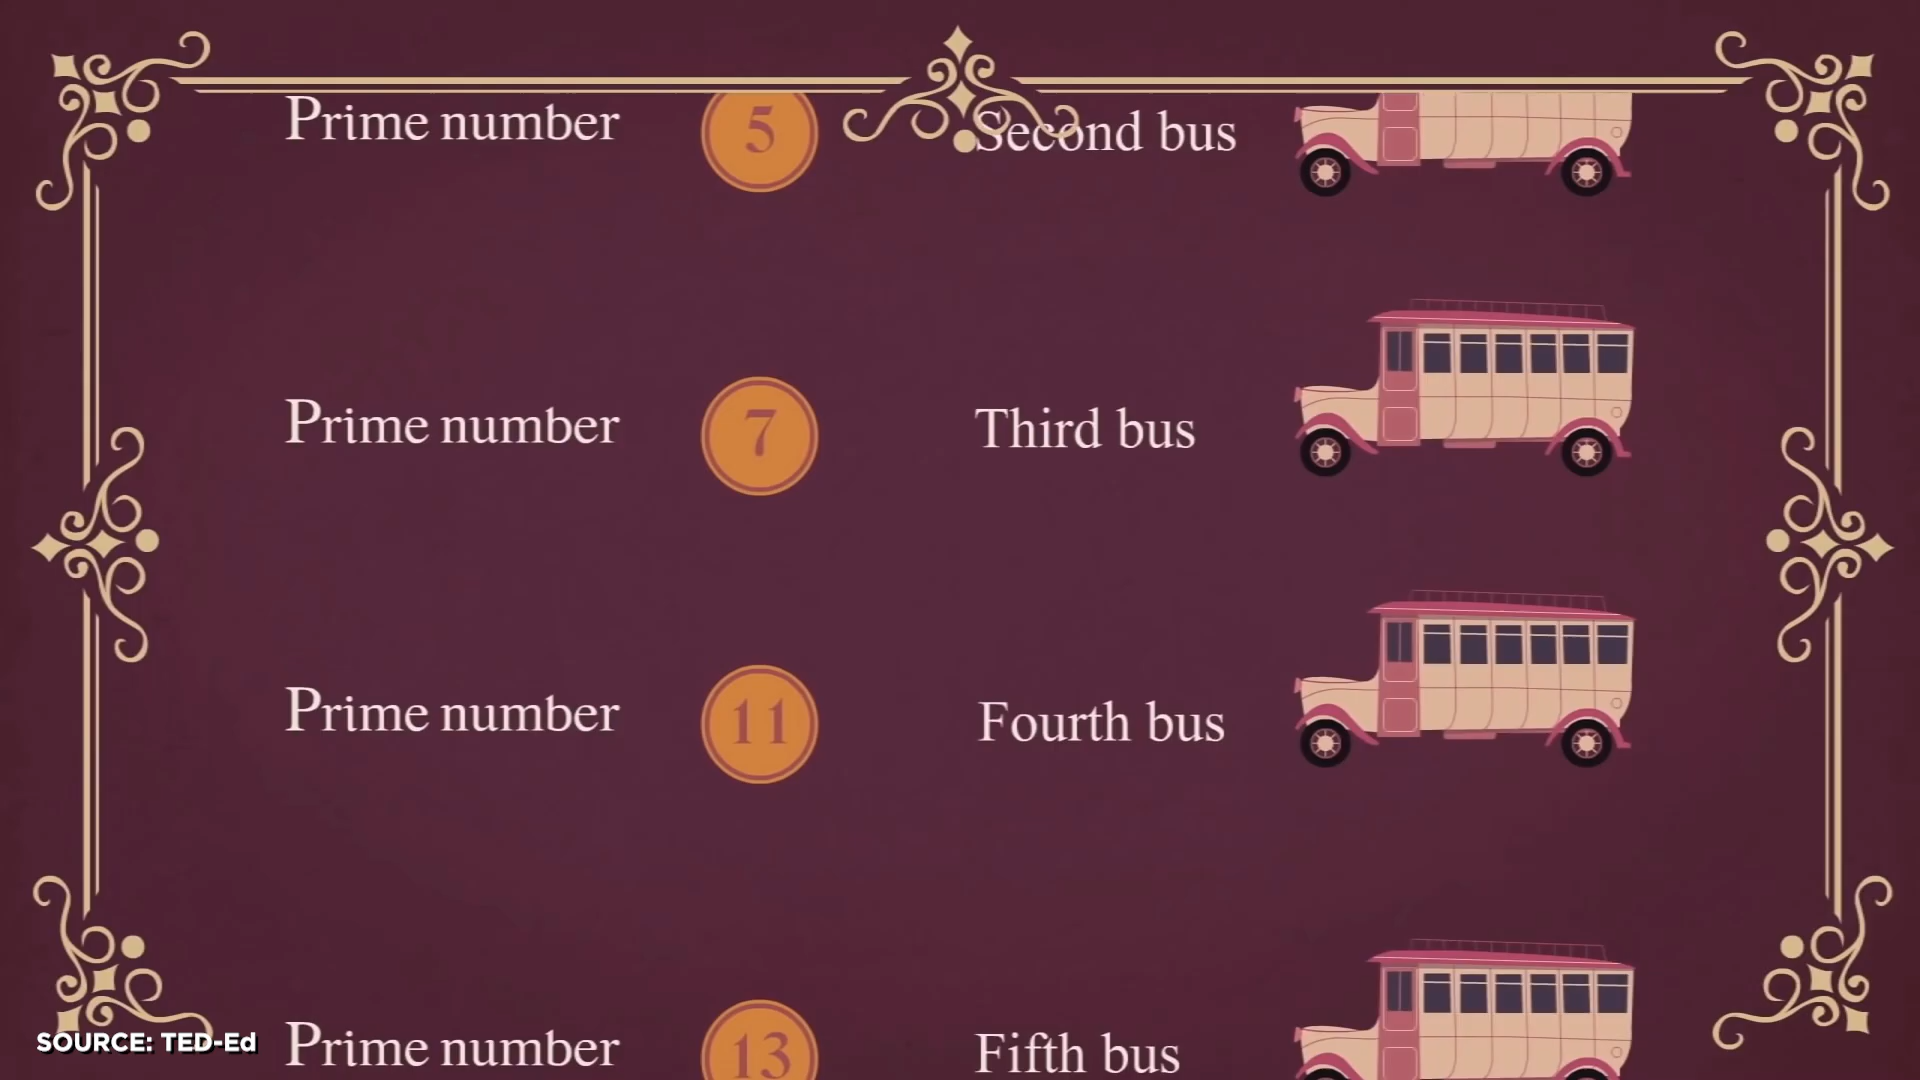 Prime number 5 Second bus
Prime number 7 Third bus
Prime number 11 Fourth bus
Prime number 13 Fifth bus
SOURCE: TED-Ed